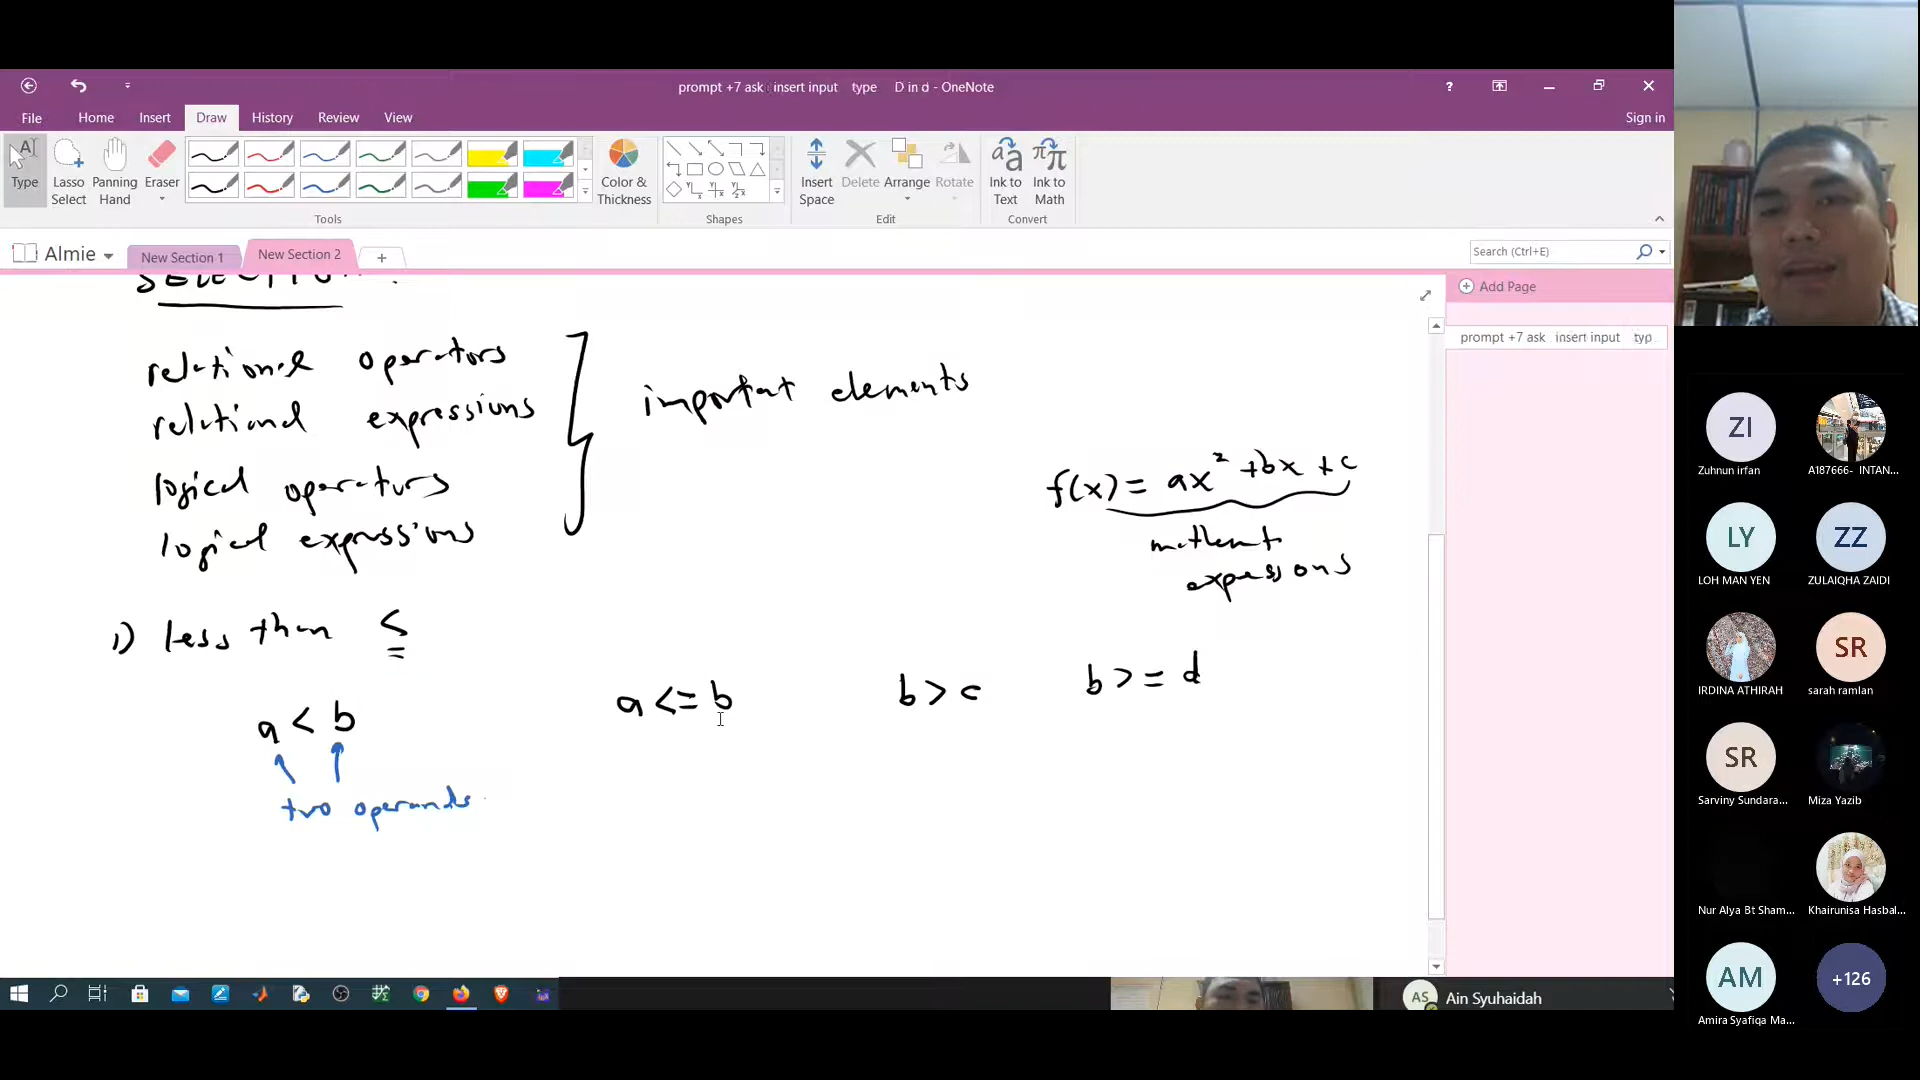 prompt +7 ask insert input type D in d - OneNote
?
File
Home
Insert
Draw
History
Review
View
Sign in
Type
Lasso Select
Panning Hand
Eraser
Color & Thickness
Insert Space
Delete
Arrange
Rotate
Ink to Text
Ink to Math
Tools
Shapes
Edit
Convert
Almie
New Section 1
New Section 2
Search (Ctrl+E)
Add Page
prompt +7 ask insert input typ
SELECTION
relational operators
relational expressions
logical operators
logical expressions
important elements
f(x) = ax² + bx + c
expressions
1) less than <
=
a < b
a <= b
b > c
b >= d
two operands
ZI
Zuhnun irfan
A187666- INTAN...
LY
LOH MAN YEN
ZZ
ZULAIQHA ZAIDI
IRDINA ATHIRAH
SR
sarah ramlan
SR
Sarviny Sundara...
Miza Yazib
Nur Alya Bt Sham...
Khairunisa Hasbal...
AM
Amira Syafiqa Ma...
+126
AS
Ain Syuhaidah